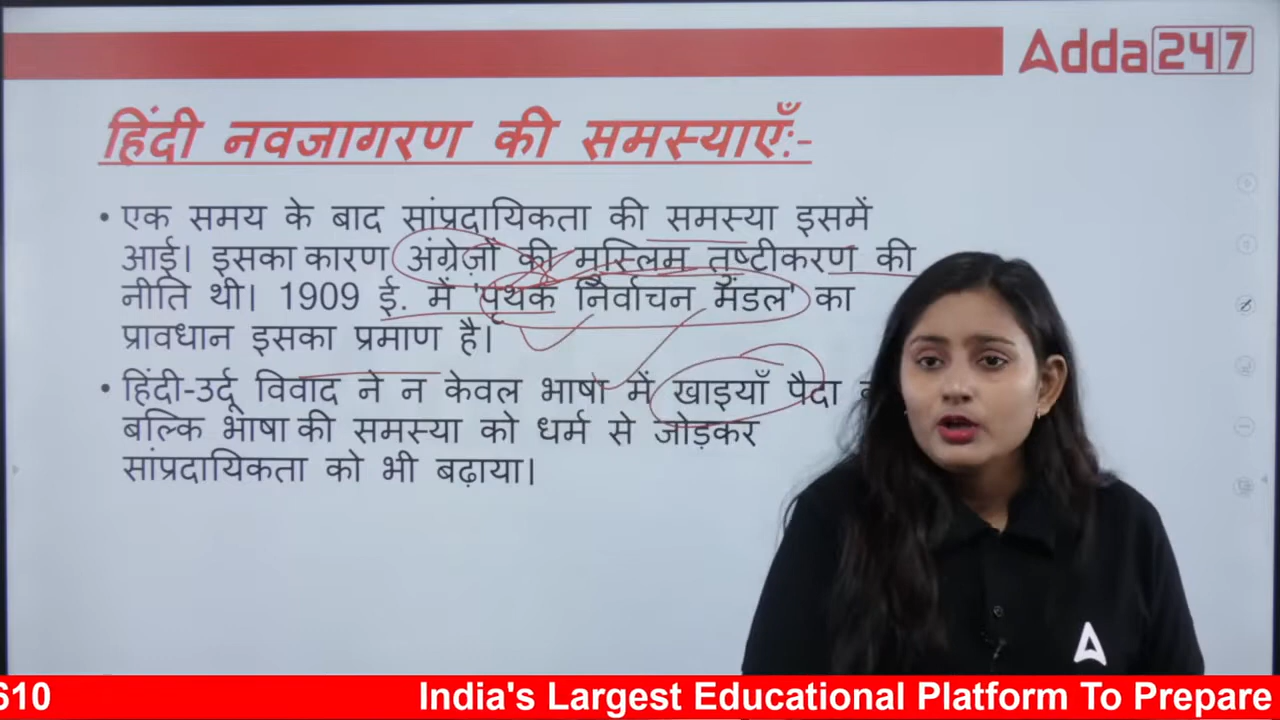 Adda247
हिंदी नवजागरण की समस्याएँ:-
• एक समय के बाद सांप्रदायिकता की समस्या इसमें
आई। इसका कारण अंग्रेज़ों की मुस्लिम तुष्टीकरण की
नीति थी। 1909 ई. में 'पृथक निर्वाचन मंडल' का
प्रावधान इसका प्रमाण है।
• हिंदी-उर्दू विवाद ने न केवल भाषा में खाइयाँ पैदा
बल्कि भाषा की समस्या को धर्म से जोड़कर
सांप्रदायिकता को भी बढ़ाया।
610 India's Largest Educational Platform To Prepare